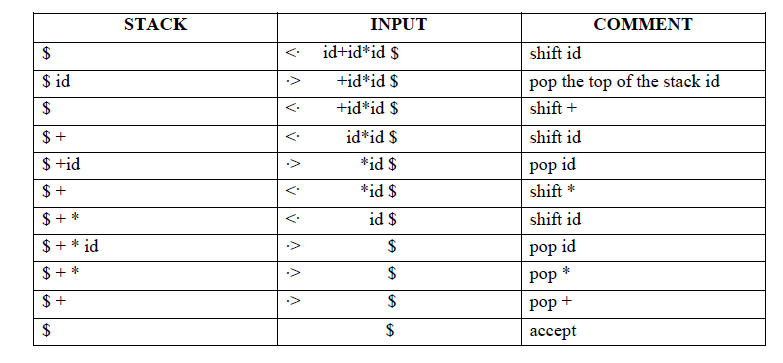 STACK INPUT COMMENT
$ <· id+id*id $ shift id
$ id ·> +id*id $ pop the top of the stack id
$ <· +id*id $ shift +
$ + <· id*id $ shift id
$ +id ·> *id $ pop id
$ + <· *id $ shift *
$ + * <· id $ shift id
$ + * id ·> $ pop id
$ + * ·> $ pop *
$ + ·> $ pop +
$ $ accept